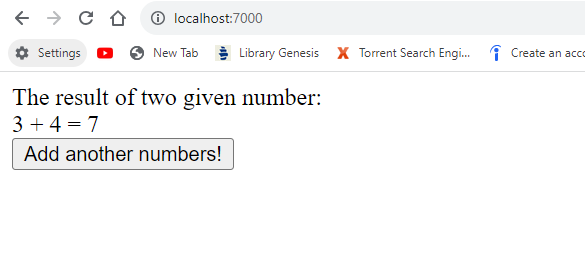 localhost:7000
Settings New Tab Library Genesis Torrent Search Engi... Create an acco
The result of two given number:
3 + 4 = 7
Add another numbers!